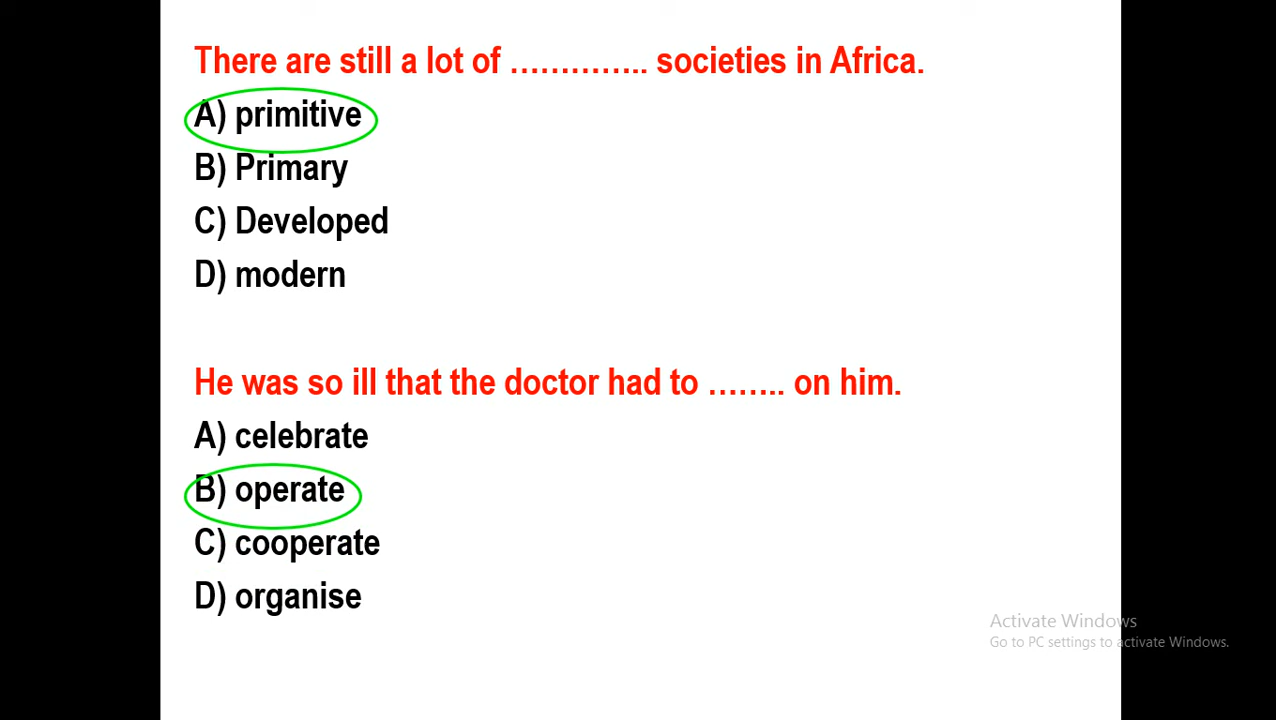 There are still a lot of ………….. societies in Africa.
A) primitive
B) Primary
C) Developed
D) modern
He was so ill that the doctor had to …….. on him.
A) celebrate
B) operate
C) cooperate
D) organise
Activate Windows
Go to PC settings to activate Windows.